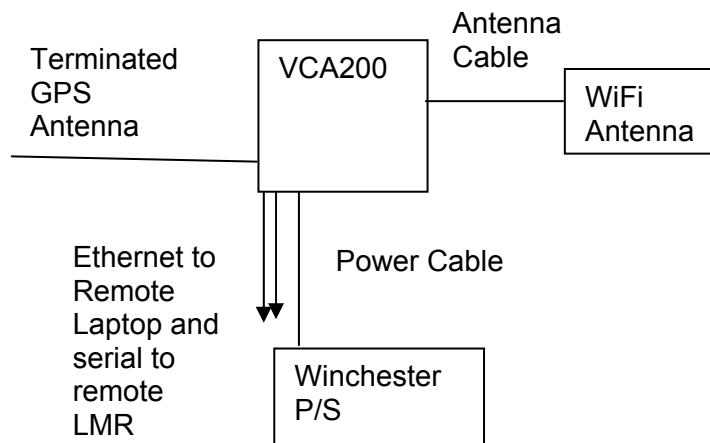 Terminated
GPS
Antenna
VCA200
Antenna
Cable
WiFi
Antenna
Ethernet to
Remote
Laptop and
serial to
remote
LMR
Power Cable
Winchester
P/S